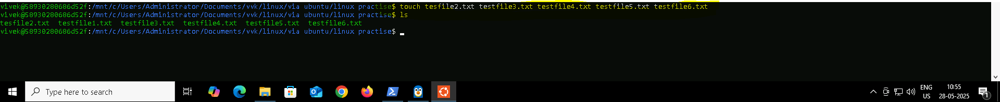 vivek@58930280686d52f:/mnt/c/Users/Administrator/Documents/vvk/linux/via ubuntu/linux practise$ touch tesfile2.txt testfile3.txt testfile4.txt testfile5.txt testfile6.txt
vivek@58930280686d52f:/mnt/c/Users/Administrator/Documents/vvk/linux/via ubuntu/linux practise$ ls
tesfile2.txt  testfile1.txt  testfile3.txt  testfile4.txt  testfile5.txt  testfile6.txt
vivek@58930280686d52f:/mnt/c/Users/Administrator/Documents/vvk/linux/via ubuntu/linux practise$
Type here to search
ENG
US
10:55
28-05-2025
1